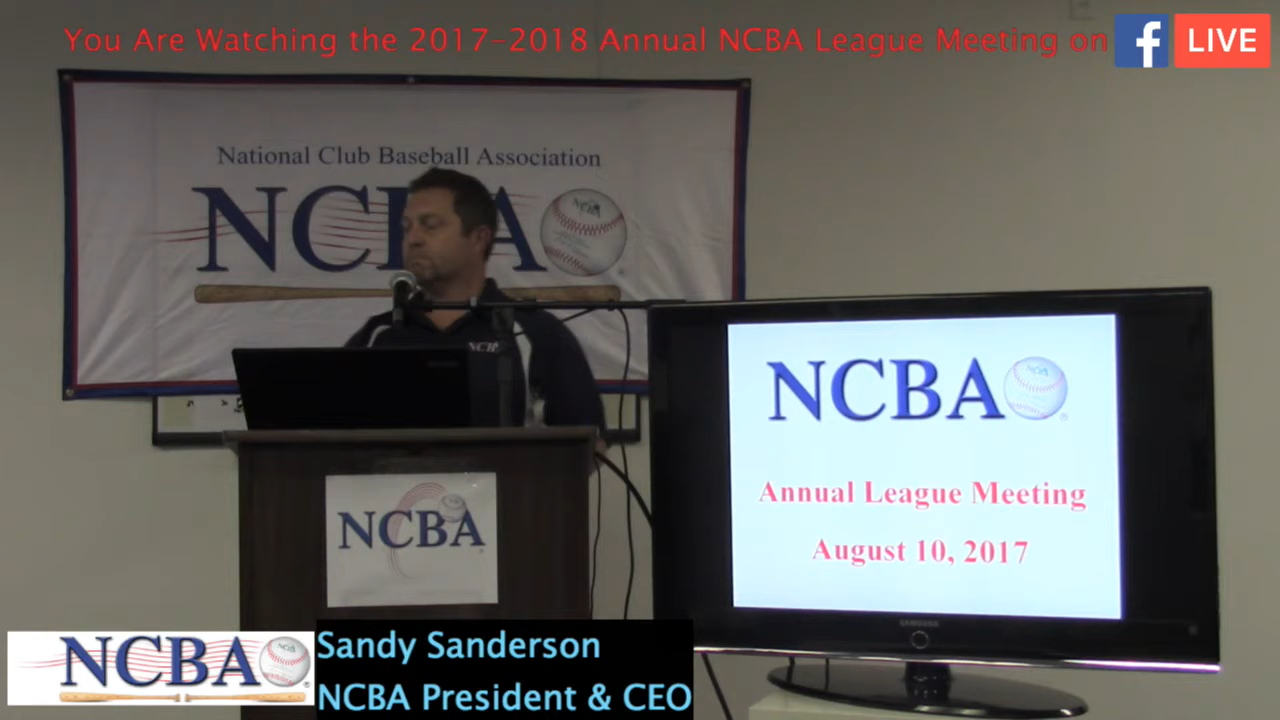 You Are Watching the 2017-2018 Annual NCBA League Meeting on f LIVE
National Club Baseball Association
NCBA
NCBA
NCBA
Annual League Meeting
August 10, 2017
NCBA
SAMSUNG
NCBA
Sandy Sanderson
NCBA President & CEO